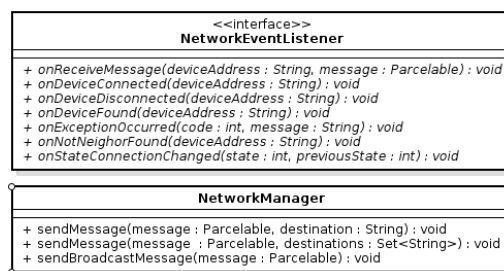 <<interface>>
NetworkEventListener
+ onReceiveMessage(deviceAddress : String, message : Parcelable) : void
+ onDeviceConnected(deviceAddress : String) : void
+ onDeviceDisconnected(deviceAddress : String) : void
+ onDeviceFound(deviceAddress : String) : void
+ onExceptionOccurred(code : int, message : String) : void
+ onNotNeighorFound(deviceAddress : String) : void
+ onStateConnectionChanged(state : int, previousState : int) : void
NetworkManager
+ sendMessage(message : Parcelable, destination : String) : void
+ sendMessage(message : Parcelable, destinations : Set<String>) : void
+ sendBroadcastMessage(message : Parcelable) : void